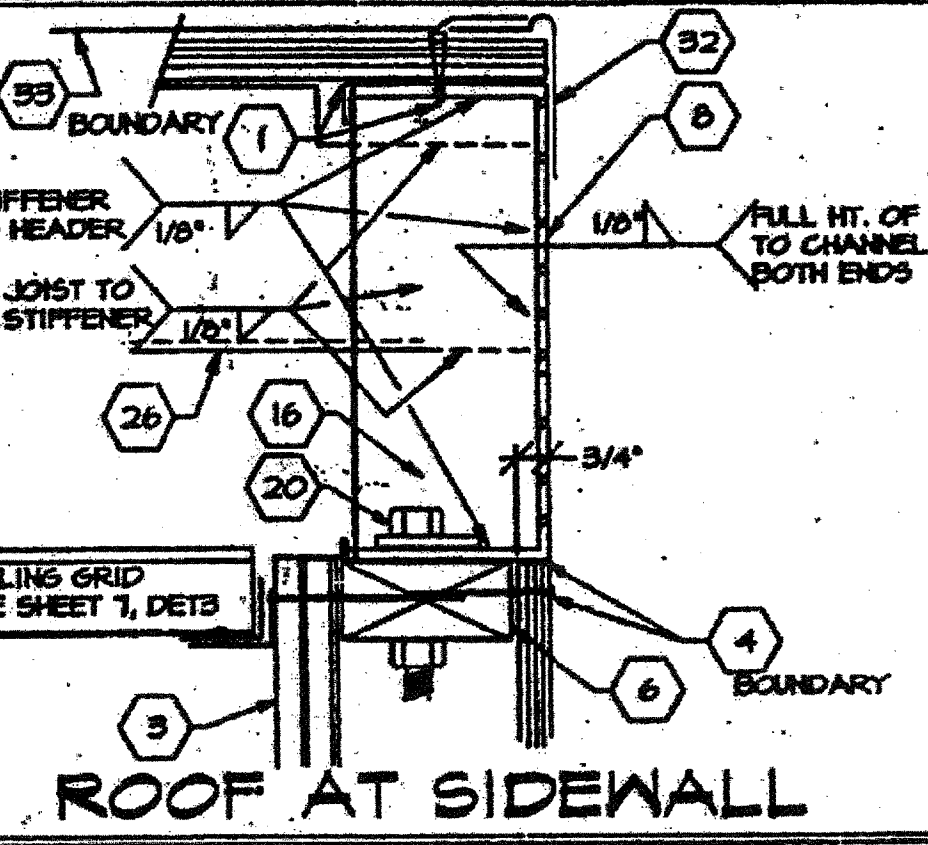 32
33
BOUNDARY
1
8
IFFENER
HEADER
1/8"
1/8"
FULL HT. OF
TO CHANNEL
BOTH ENDS
JOIST TO
STIFFENER
1/8"
26
16
3/4"
20
LING GRID
E SHEET 7, DET3
4
BOUNDARY
6
3
ROOF AT SIDEWALL